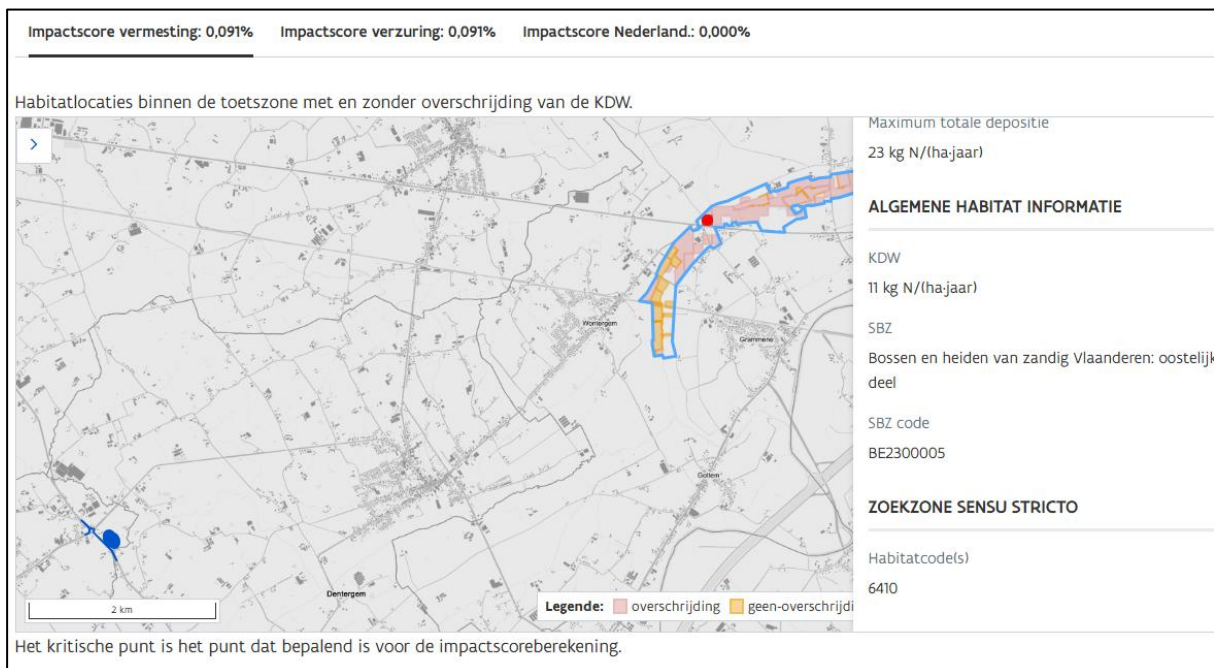 Impactscore vermesting: 0,091% Impactscore verzuring: 0,091% Impactscore Nederland.: 0,000%
Habitatlocaties binnen de toetszone met en zonder overschrijding van de KDW.
Maximum totale depositie
23 kg N/(ha·jaar)
ALGEMENE HABITAT INFORMATIE
KDW
11 kg N/(ha·jaar)
SBZ
Bossen en heiden van zandig Vlaanderen: oostelijk
deel
SBZ code
BE2300005
ZOEKZONE SENSU STRICTO
Habitatcode(s)
6410
Wontergem
Grammene
Gottem
Dentergem
2 km
Legende: overschrijding geen-overschrijdi
Het kritische punt is het punt dat bepalend is voor de impactscoreberekening.